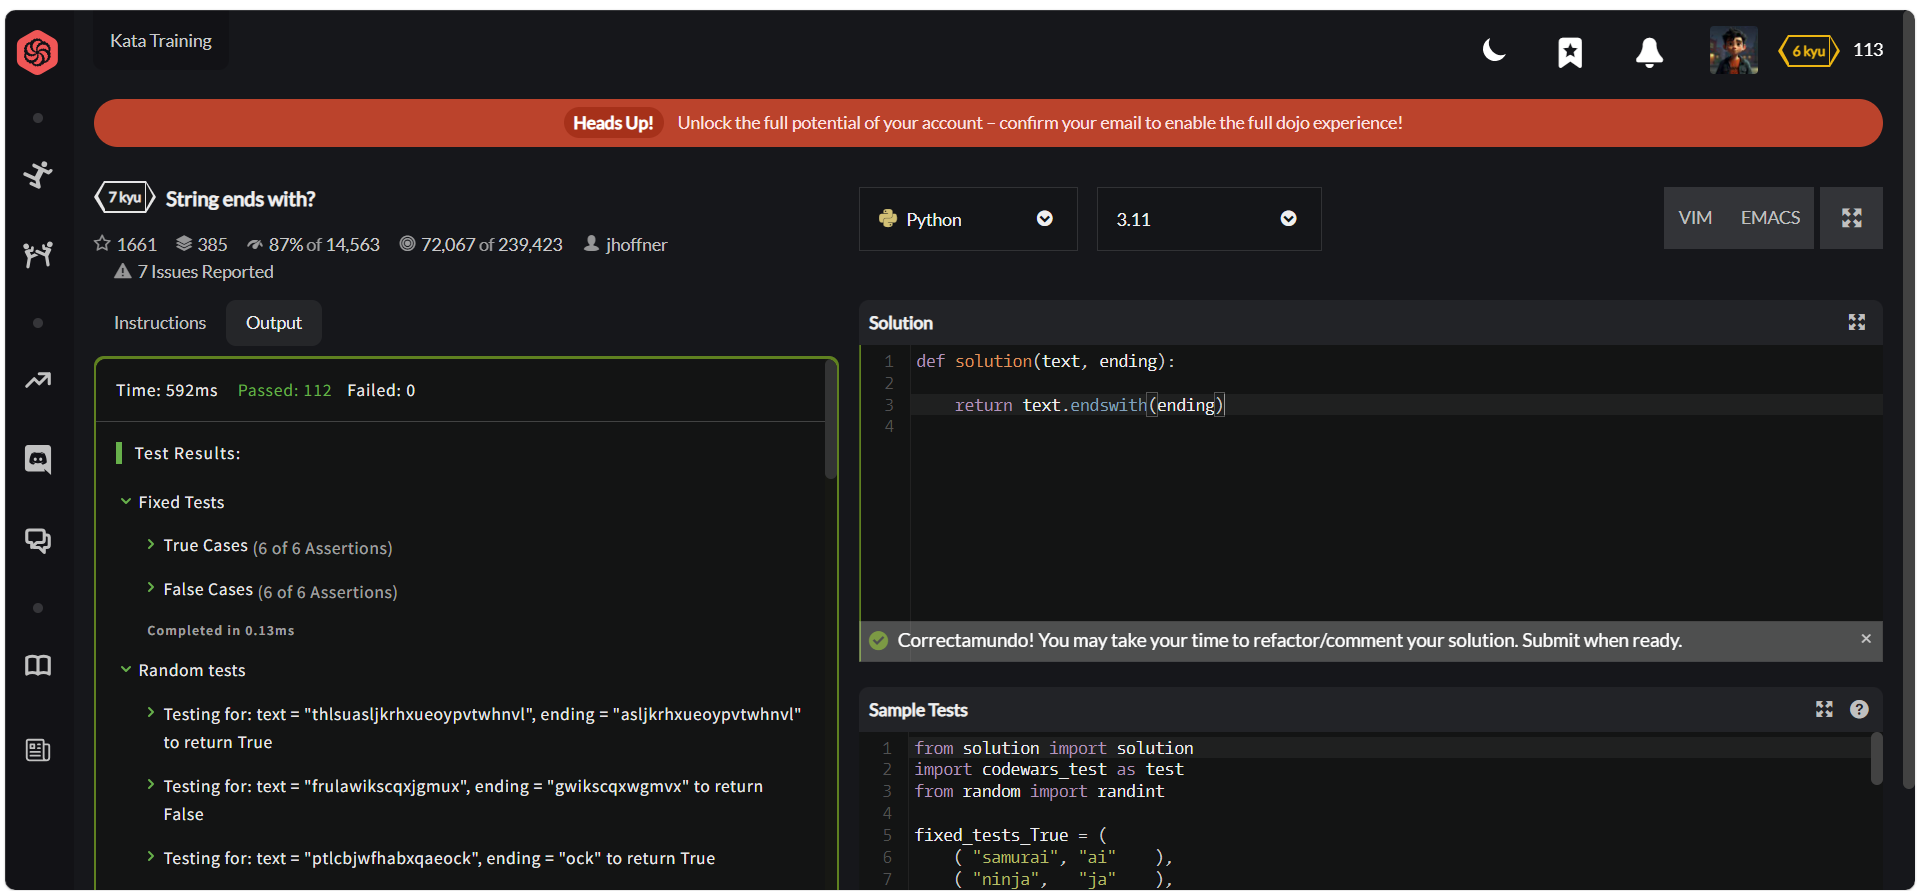 Kata Training
6 kyu 113
Heads Up! Unlock the full potential of your account – confirm your email to enable the full dojo experience!
7 kyu String ends with?
1661 385 87% of 14,563 72,067 of 239,423 jhoffner
7 Issues Reported
Python 3.11 VIM EMACS
Instructions Output
Time: 592ms Passed: 112 Failed: 0
Test Results:
Fixed Tests
True Cases (6 of 6 Assertions)
False Cases (6 of 6 Assertions)
Completed in 0.13ms
Random tests
Testing for: text = "thlsuasljkrhxueoypvtwhnvl", ending = "asljkrhxueoypvtwhnvl"
to return True
Testing for: text = "frulawikscqxjgmux", ending = "gwikscqxwgmvx" to return
False
Testing for: text = "ptlcbjwfhabxqaeock", ending = "ock" to return True
Solution
1 def solution(text, ending):
2
3     return text.endswith(ending)
4
Correctamundo! You may take your time to refactor/comment your solution. Submit when ready. ×
Sample Tests ?
1 from solution import solution
2 import codewars_test as test
3 from random import randint
4
5 fixed_tests_True = (
6     ( "samurai", "ai"    ),
7     ( "ninja",   "ja"    ),